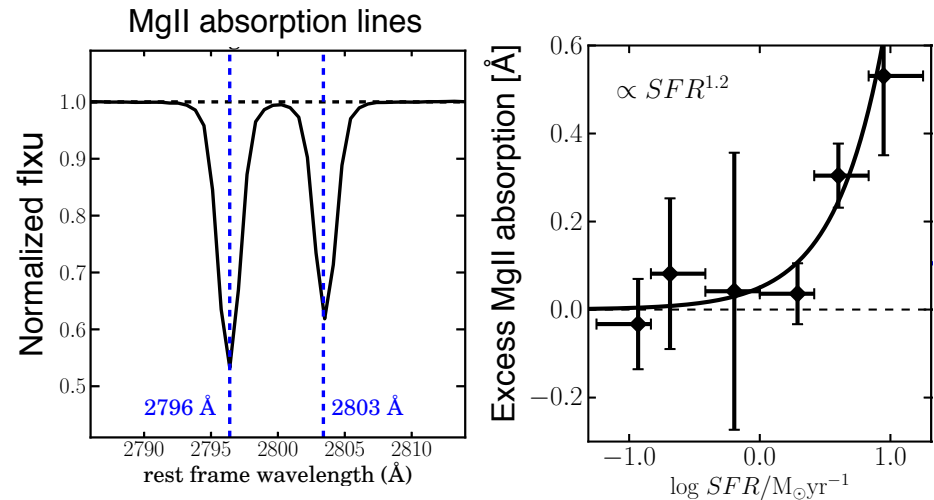 MgII absorption lines
Normalized flxu
1.0
0.9
0.8
0.7
0.6
0.5
2796 Å
2803 Å
2790
2795
2800
2805
2810
rest frame wavelength (Å)
Excess MgII absorption [Å]
∝ SFR^1.2
0.6
0.4
0.2
0.0
−0.2
−1.0
0.0
1.0
log SFR/M⊙yr⁻¹